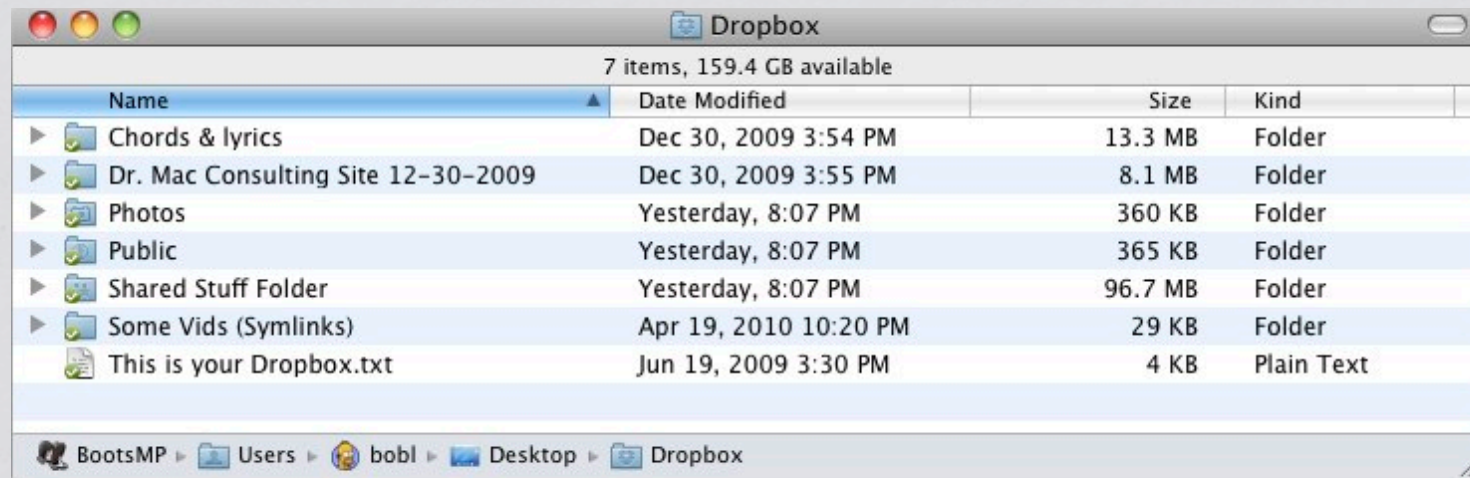 Dropbox
7 items, 159.4 GB available
Name Date Modified Size Kind
Chords & lyrics Dec 30, 2009 3:54 PM 13.3 MB Folder
Dr. Mac Consulting Site 12-30-2009 Dec 30, 2009 3:55 PM 8.1 MB Folder
Photos Yesterday, 8:07 PM 360 KB Folder
Public Yesterday, 8:07 PM 365 KB Folder
Shared Stuff Folder Yesterday, 8:07 PM 96.7 MB Folder
Some Vids (Symlinks) Apr 19, 2010 10:20 PM 29 KB Folder
This is your Dropbox.txt Jun 19, 2009 3:30 PM 4 KB Plain Text
BootsMP Users bobl Desktop Dropbox